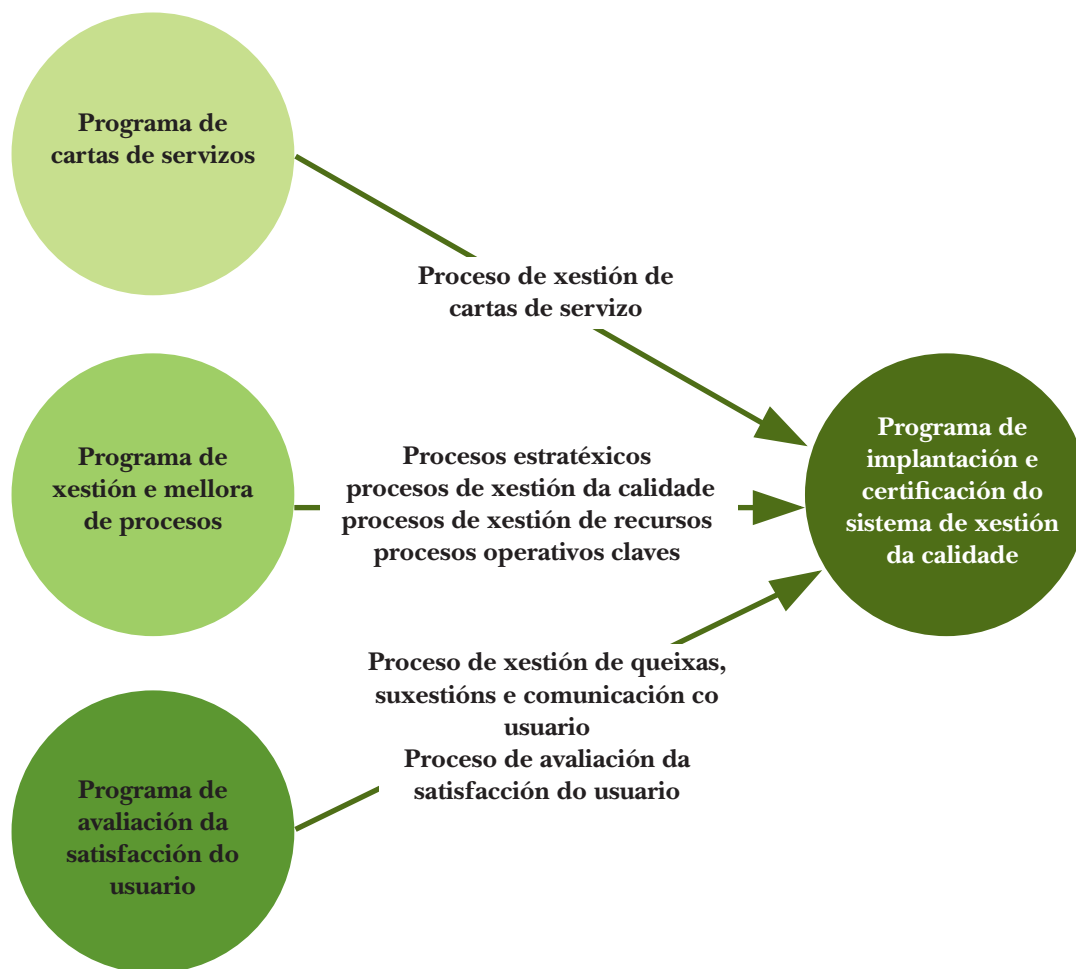 Programa de
cartas de servizos
Proceso de xestión de
cartas de servizo
Programa de
xestión e mellora
de procesos
Procesos estratéxicos
procesos de xestión da calidade
procesos de xestión de recursos
procesos operativos claves
Programa de
implantación e
certificación do
sistema de xestión
da calidade
Proceso de xestión de queixas,
suxestións e comunicación co
usuario
Proceso de avaliación da
satisfacción do usuario
Programa de
avaliación da
satisfacción do
usuario